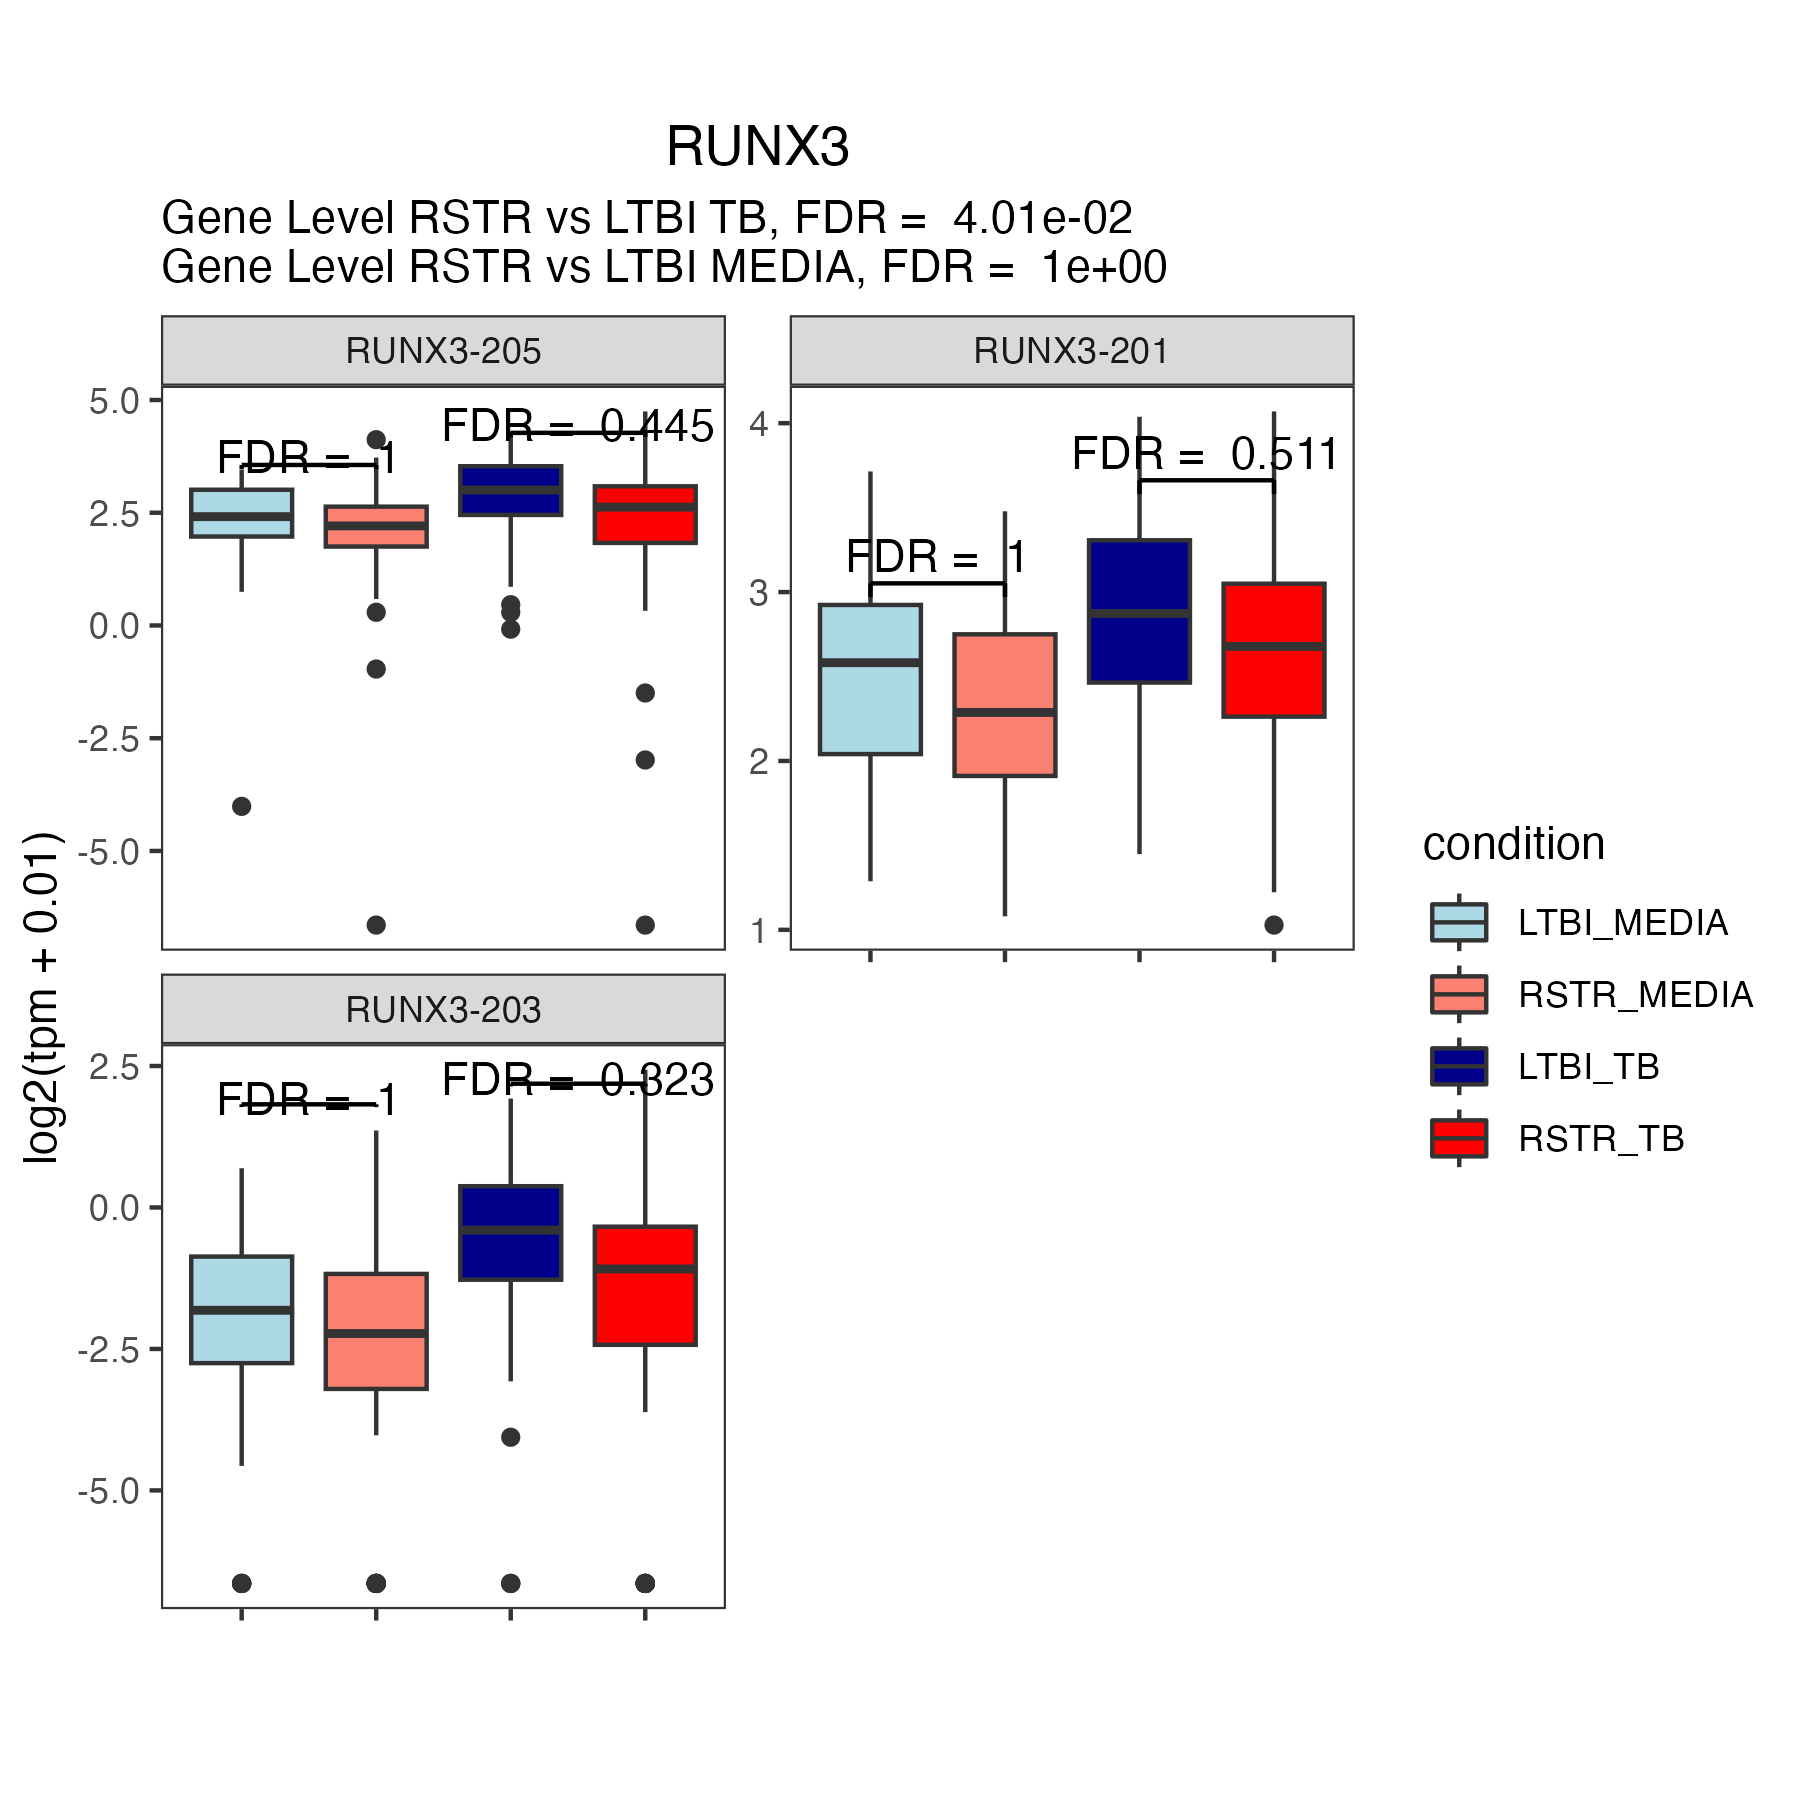 RUNX3
Gene Level RSTR vs LTBI TB, FDR = 4.01e-02
Gene Level RSTR vs LTBI MEDIA, FDR = 1e+00
RUNX3-205
5.0
2.5
0.0
-2.5
-5.0
FDR = 1
FDR = 0.445
RUNX3-201
4
3
2
1
FDR = 1
FDR = 0.511
RUNX3-203
2.5
0.0
-2.5
-5.0
FDR = 1
FDR = 0.323
log2(tpm + 0.01)
condition
LTBI_MEDIA
RSTR_MEDIA
LTBI_TB
RSTR_TB